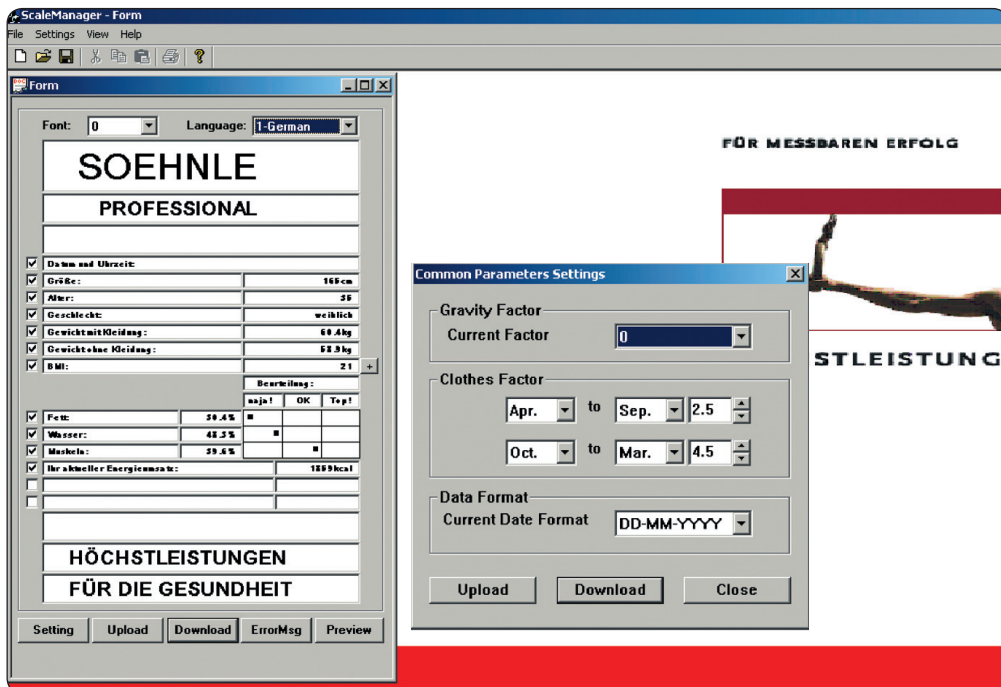 ScaleManager - Form
File Settings View Help
Form
Font: 0 Language: 1-German
SOEHNLE
PROFESSIONAL
Datum und Uhrzeit:
Größe: 165cm
Alter: 35
Geschlecht: weiblich
Gewicht mit Kleidung: 60.4kg
Gewicht ohne Kleidung: 58.9kg
BMI: 21 +
Beurteilung:
naja! OK Top!
Fett: 30.4%
Wasser: 48.3%
Muskeln: 39.6%
Ihr aktueller Energieumsatz: 1859kcal
HÖCHSTLEISTUNGEN
FÜR DIE GESUNDHEIT
Setting Upload Download ErrorMsg Preview
FÜR MESSBAREN ERFOLG
STLEISTUNG
Common Parameters Settings
Gravity Factor
Current Factor 0
Clothes Factor
Apr. to Sep. 2.5
Oct. to Mar. 4.5
Data Format
Current Date Format DD-MM-YYYY
Upload Download Close